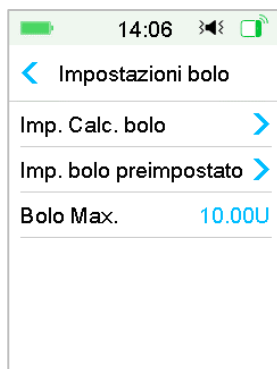 14:06
Impostazioni bolo
Imp. Calc. bolo
Imp. bolo preimpostato
Bolo Max. 10.00U